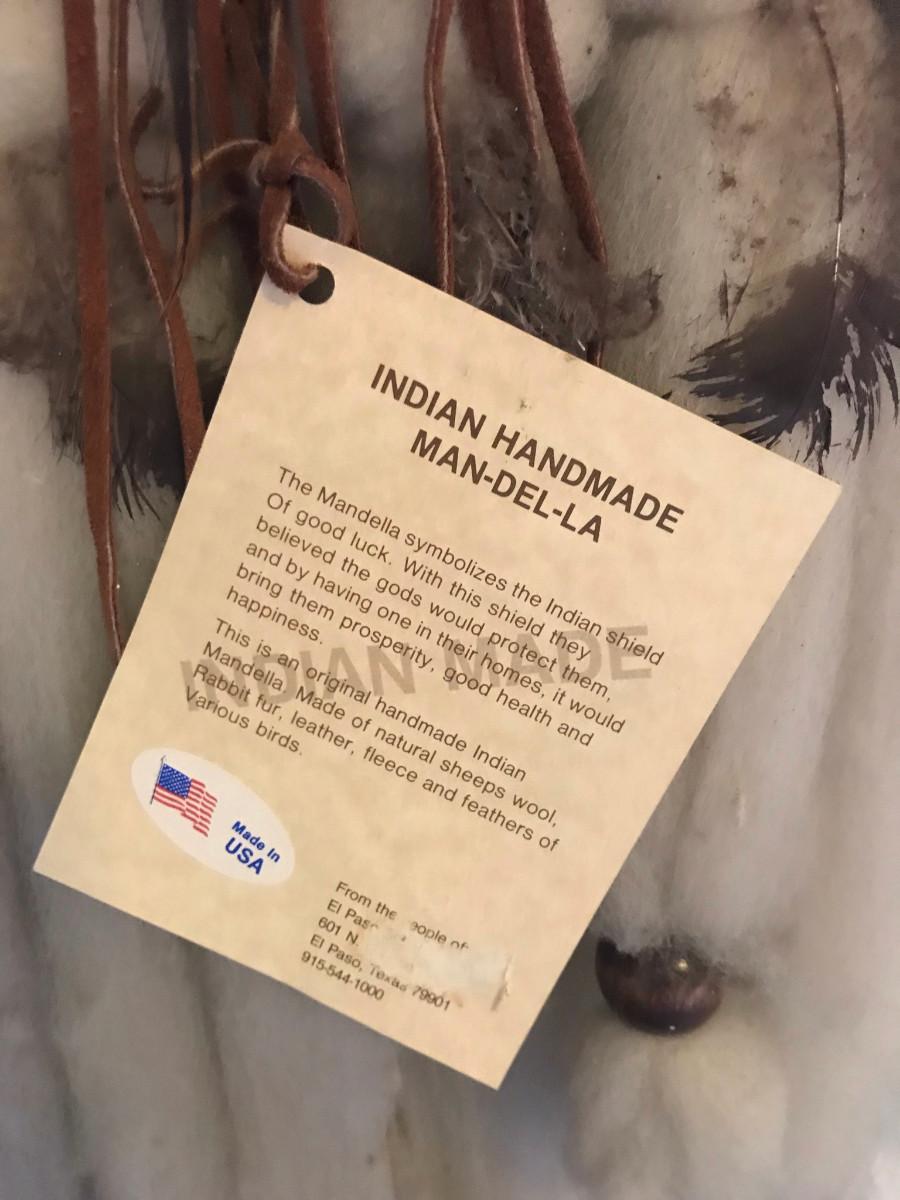 INDIAN HANDMADE
MAN-DEL-LA
The Mandella symbolizes the Indian shield
Of good luck. With this shield they
believed the gods would protect them,
and by having one in their homes, it would
bring them prosperity, good health and
happiness.
This is an original handmade Indian
Mandella. Made of natural sheeps wool,
Rabbit fur, leather, fleece and feathers of
Various birds.
INDIAN MADE
Made In
USA
From the of
El
601 N.
El Paso, Texas 79901
915-544-1000